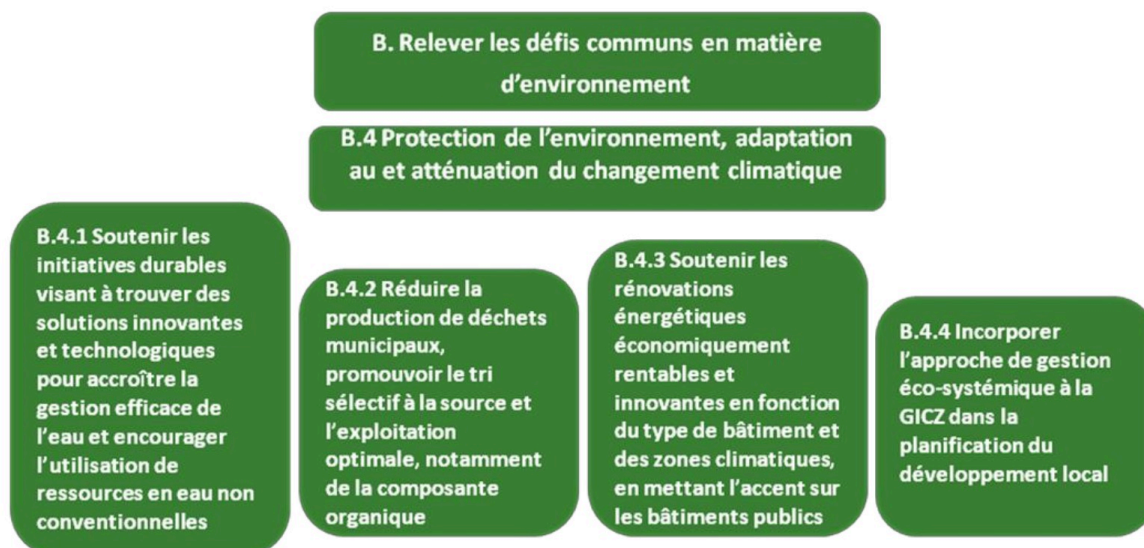 B. Relever les défis communs en matière
d'environnement
B.4 Protection de l'environnement, adaptation
au et atténuation du changement climatique
B.4.1 Soutenir les
initiatives durables
visant à trouver des
solutions innovantes
et technologiques
pour accroître la
gestion efficace de
l'eau et encourager
l'utilisation de
ressources en eau non
conventionnelles
B.4.2 Réduire la
production de déchets
municipaux,
promouvoir le tri
sélectif à la source et
l'exploitation
optimale, notamment
de la composante
organique
B.4.3 Soutenir les
rénovations
énergétiques
économiquement
rentables et
innovantes en fonction
du type de bâtiment et
des zones climatiques,
en mettant l'accent sur
les bâtiments publics
B.4.4 Incorporer
l'approche de gestion
éco-systémique à la
GICZ dans la
planification du
développement local